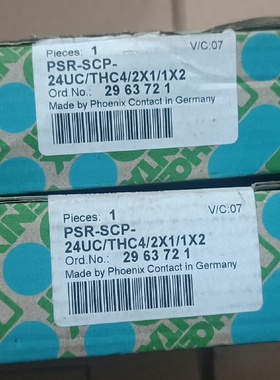 Pieces: 1 V/C:07
PSR-SCP-
24UC/THC4/2X1/1X2
Ord.No.: 29 63 72 1
Made by Phoenix Contact in Germany
Pieces: 1 V/C:07
PSR-SCP-
24UC/THC4/2X1/1X2
Ord.No.: 29 63 72 1
Made by Phoenix Contact in Germany